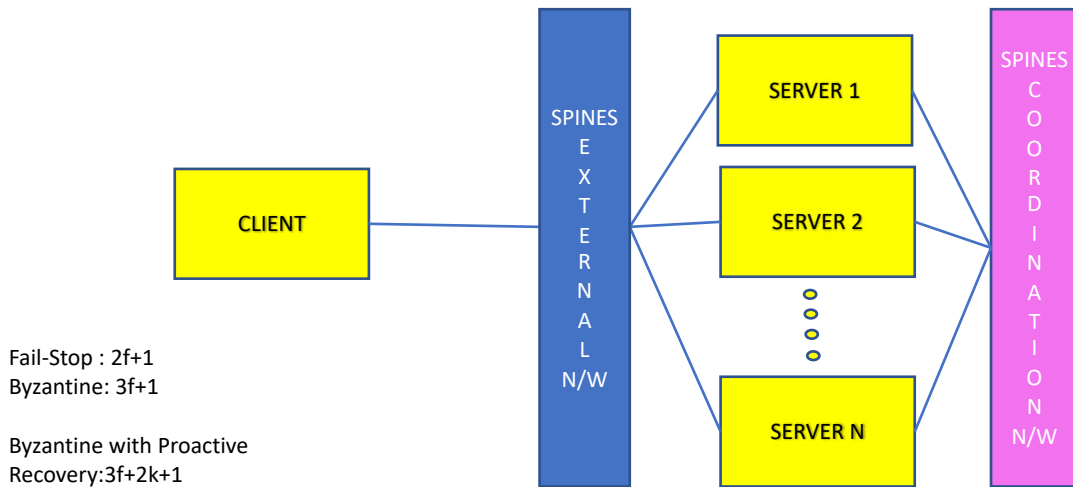 CLIENT
Fail-Stop : 2f+1
Byzantine: 3f+1
Byzantine with Proactive
Recovery:3f+2k+1
SPINES
E
X
T
E
R
N
A
L
N/W
SERVER 1
SERVER 2
SERVER N
SPINES
C
O
O
R
D
I
N
A
T
I
O
N
N/W